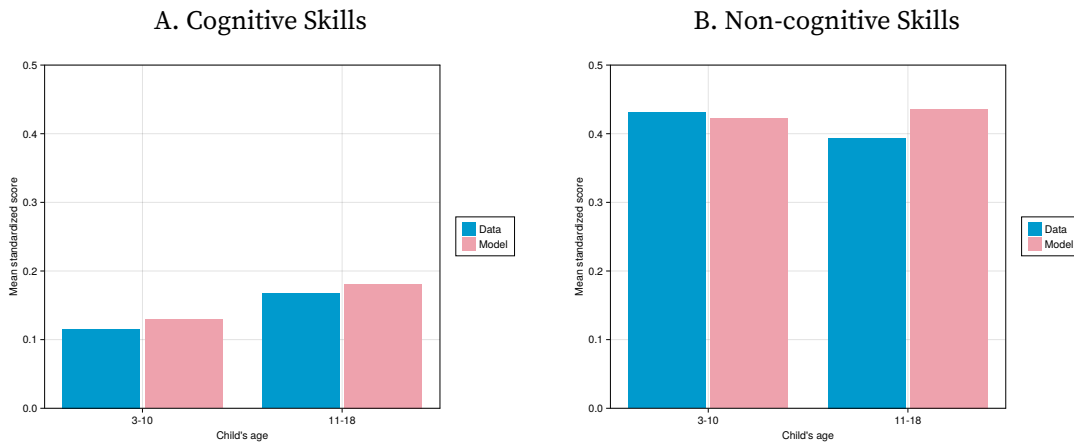 A. Cognitive Skills
0.5
0.4
0.3
0.2
0.1
0.0
Mean standardized score
3-10
11-18
Child's age
Data
Model
B. Non-cognitive Skills
0.5
0.4
0.3
0.2
0.1
0.0
Mean standardized score
3-10
11-18
Child's age
Data
Model